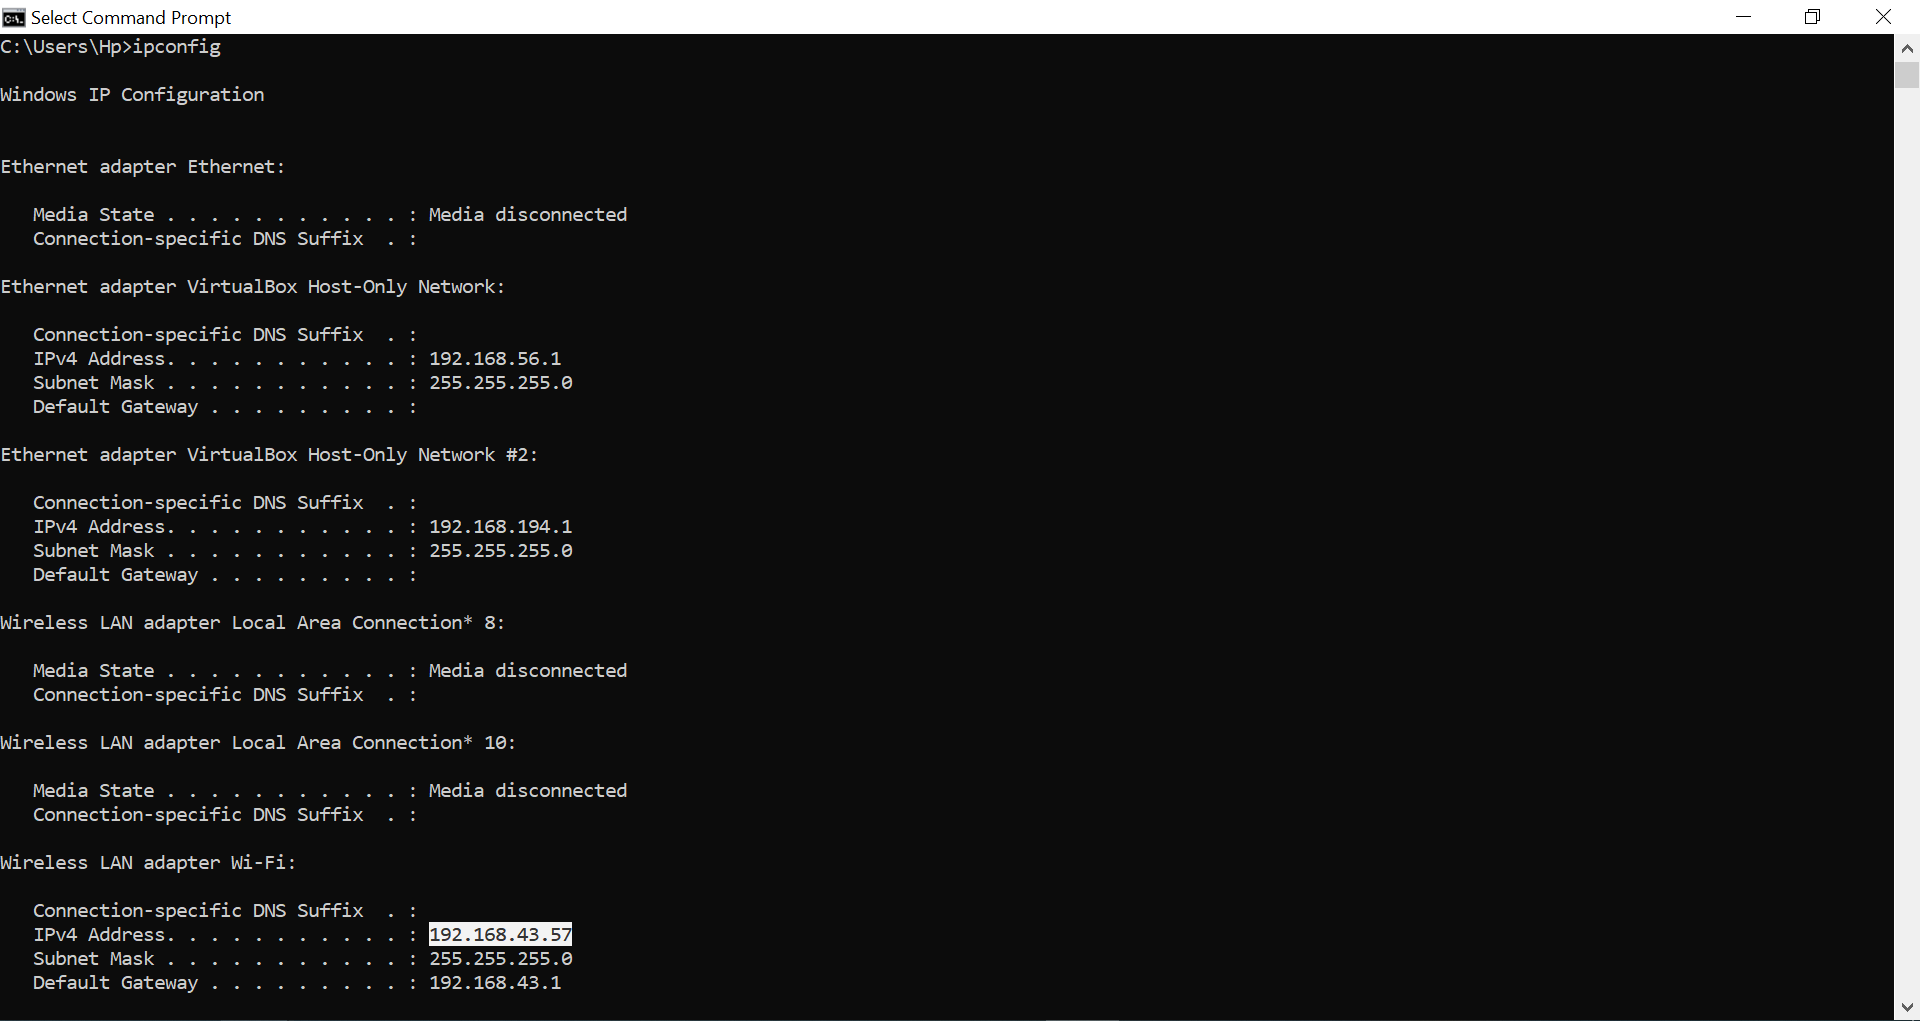 Select Command Prompt
C:\Users\Hp>ipconfig
Windows IP Configuration
Ethernet adapter Ethernet:
Media State . . . . . . . . . . . : Media disconnected
Connection-specific DNS Suffix  . :
Ethernet adapter VirtualBox Host-Only Network:
Connection-specific DNS Suffix  . :
IPv4 Address. . . . . . . . . . . : 192.168.56.1
Subnet Mask . . . . . . . . . . . : 255.255.255.0
Default Gateway . . . . . . . . . :
Ethernet adapter VirtualBox Host-Only Network #2:
Connection-specific DNS Suffix  . :
IPv4 Address. . . . . . . . . . . : 192.168.194.1
Subnet Mask . . . . . . . . . . . : 255.255.255.0
Default Gateway . . . . . . . . . :
Wireless LAN adapter Local Area Connection* 8:
Media State . . . . . . . . . . . : Media disconnected
Connection-specific DNS Suffix  . :
Wireless LAN adapter Local Area Connection* 10:
Media State . . . . . . . . . . . : Media disconnected
Connection-specific DNS Suffix  . :
Wireless LAN adapter Wi-Fi:
Connection-specific DNS Suffix  . :
IPv4 Address. . . . . . . . . . . : 192.168.43.57
Subnet Mask . . . . . . . . . . . : 255.255.255.0
Default Gateway . . . . . . . . . : 192.168.43.1